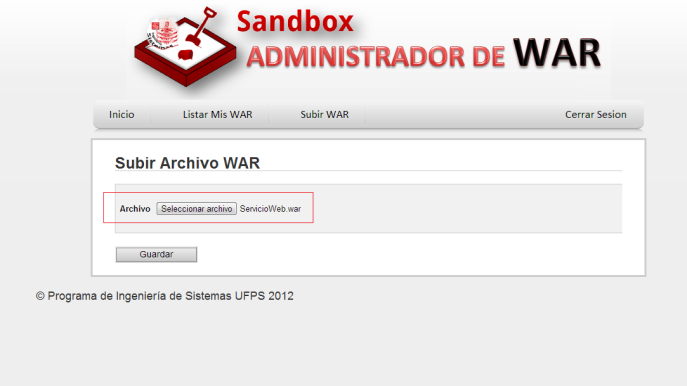 Sandbox
ADMINISTRADOR DE WAR
Inicio Listar Mis WAR Subir WAR Cerrar Sesion
Subir Archivo WAR
Archivo Seleccionar archivo ServicioWeb.war
Guardar
© Programa de Ingeniería de Sistemas UFPS 2012